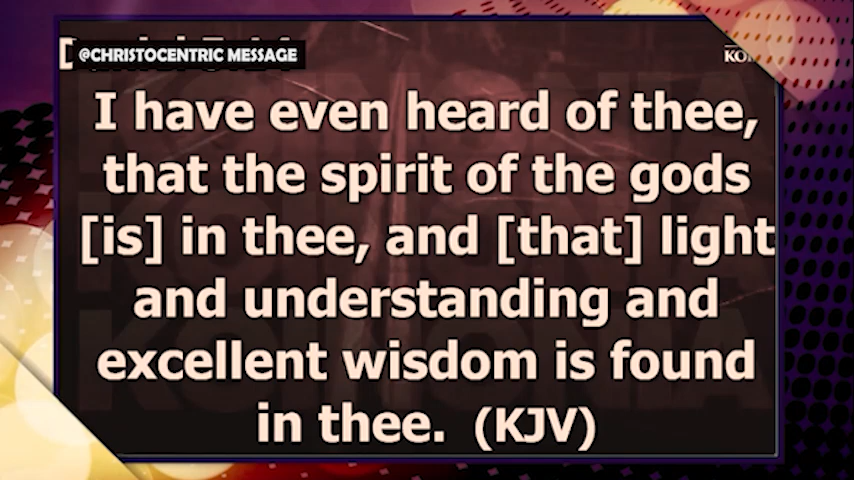 @CHRISTOCENTRIC MESSAGE
I have even heard of thee,
that the spirit of the gods
[is] in thee, and [that] light
and understanding and
excellent wisdom is found
in thee. (KJV)